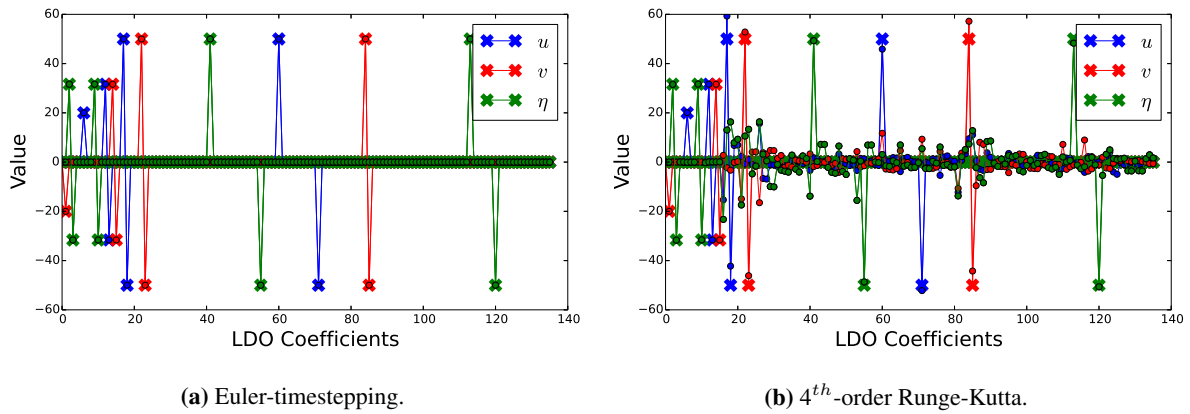 60
40
20
0
−20
−40
−60
Value
0 20 40 60 80 100 120 140
LDO Coefficients
u
v
η
(a) Euler-timestepping.
60
40
20
0
−20
−40
−60
Value
0 20 40 60 80 100 120 140
LDO Coefficients
u
v
η
(b) 4th-order Runge-Kutta.